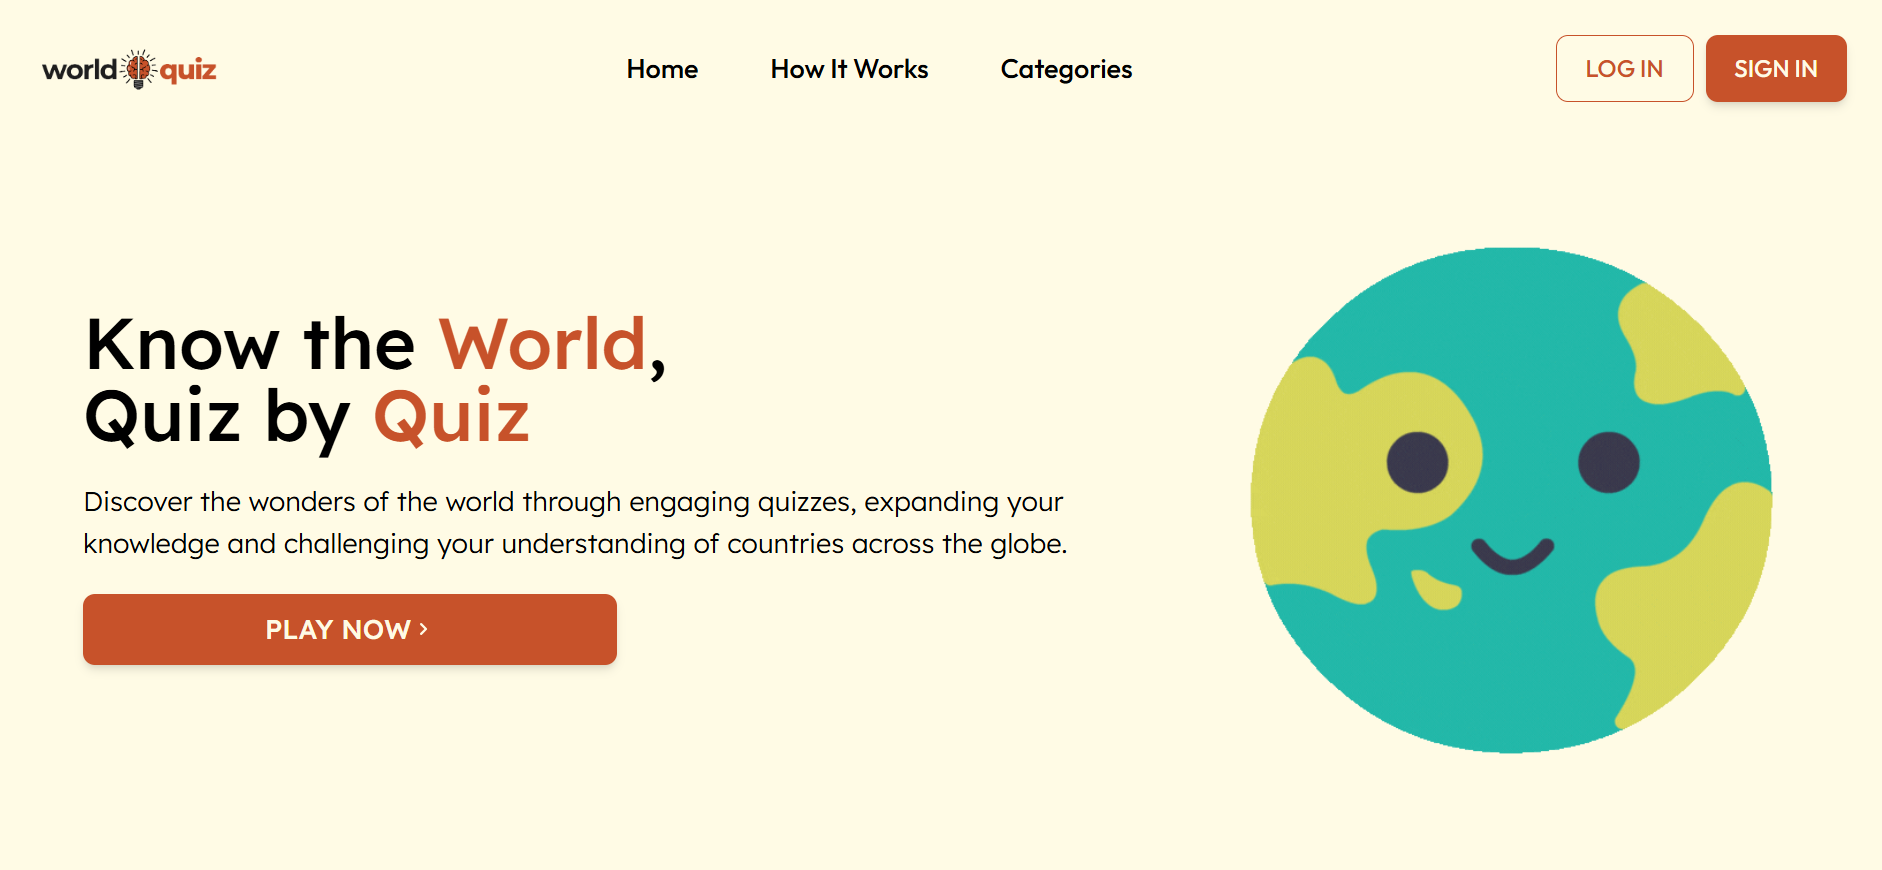 world quiz
Home
How It Works
Categories
LOG IN
SIGN IN
Know the World,
Quiz by Quiz
Discover the wonders of the world through engaging quizzes, expanding your
knowledge and challenging your understanding of countries across the globe.
PLAY NOW ›